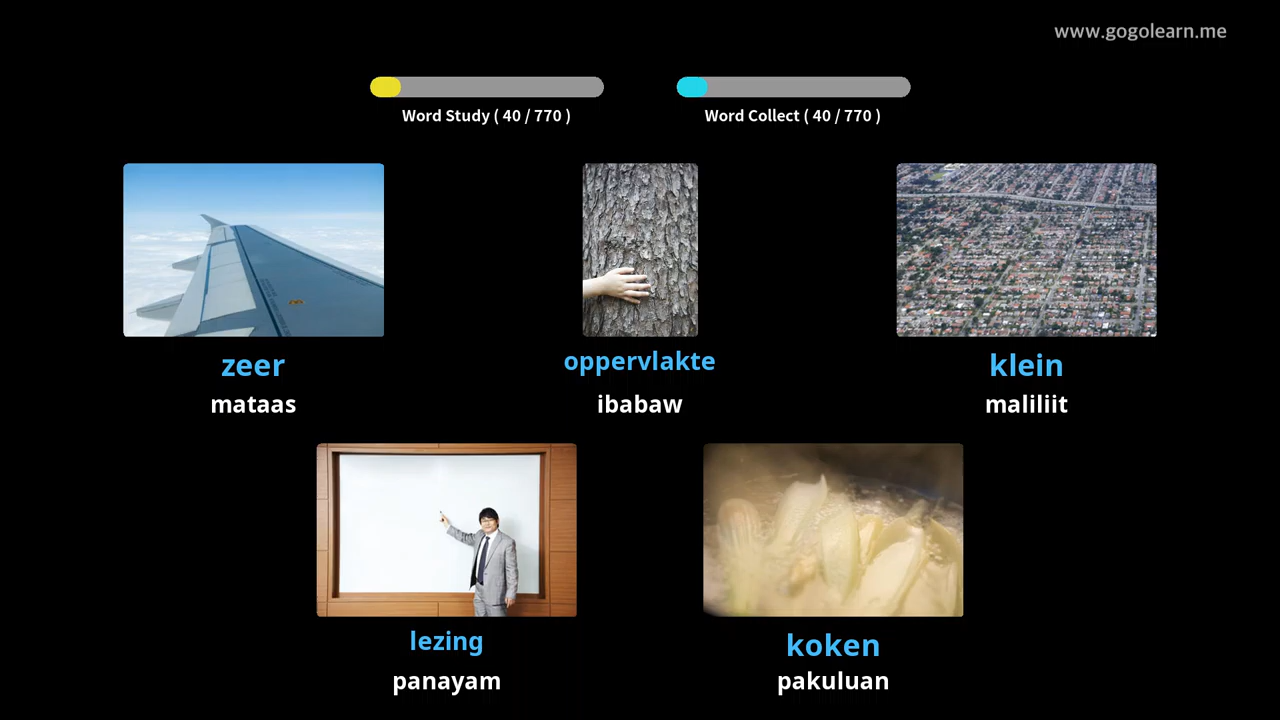 www.gogolearn.me
Word Study ( 40 / 770 )
Word Collect ( 40 / 770 )
zeer
mataas
oppervlakte
ibabaw
klein
maliliit
lezing
panayam
koken
pakuluan